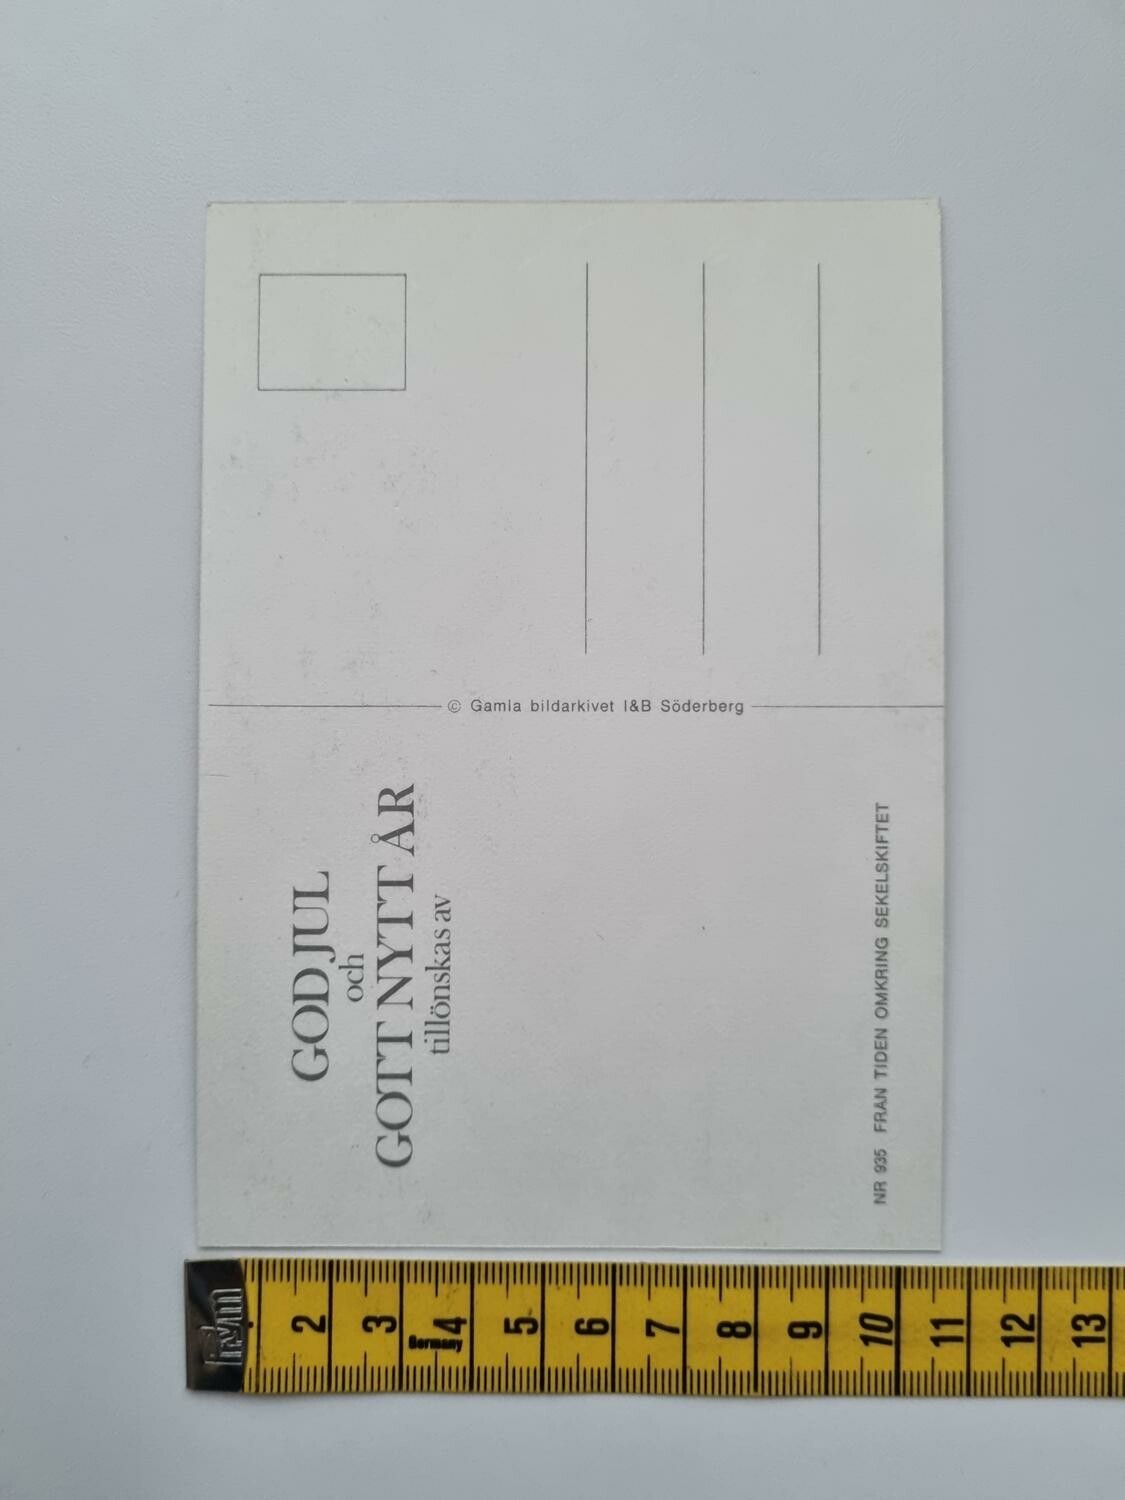 GOD JUL
och
GOTT NYTT ÅR
tillönskas av
NR 935 FRÅN TIDEN OMKRING SEKELSKIFTET
© Gamla bildarkivet I&B Söderberg
2 3 4 5 6 7 8 9 10 11 12 13
Germany